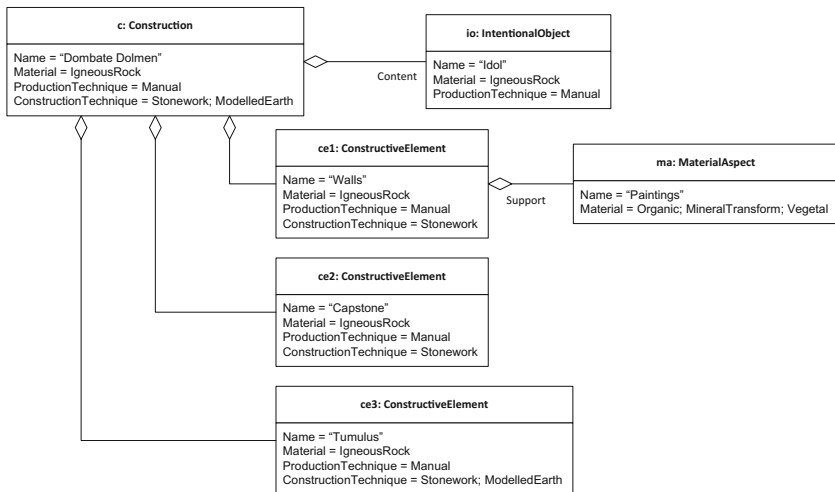 c: Construction
Name = “Dombate Dolmen”
Material = IgneousRock
ProductionTechnique = Manual
ConstructionTechnique = Stonework; ModelledEarth
Content
io: IntentionalObject
Name = “Idol”
Material = IgneousRock
ProductionTechnique = Manual
ce1: ConstructiveElement
Name = “Walls”
Material = IgneousRock
ProductionTechnique = Manual
ConstructionTechnique = Stonework
Support
ma: MaterialAspect
Name = “Paintings”
Material = Organic; MineralTransform; Vegetal
ce2: ConstructiveElement
Name = “Capstone”
Material = IgneousRock
ProductionTechnique = Manual
ConstructionTechnique = Stonework
ce3: ConstructiveElement
Name = “Tumulus”
Material = IgneousRock
ProductionTechnique = Manual
ConstructionTechnique = Stonework; ModelledEarth